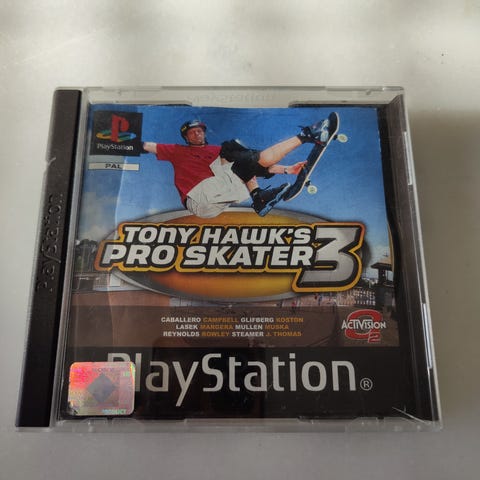 PlayStation
PlayStation
PAL
TONY HAWK'S
PRO SKATER 3
CABALLERO CAMPBELL GLIFBERG KOSTON
LASEK MARGERA MULLEN MUSKA
REYNOLDS ROWLEY STEAMER J. THOMAS
ACTIVISION
O2
PlayStation®